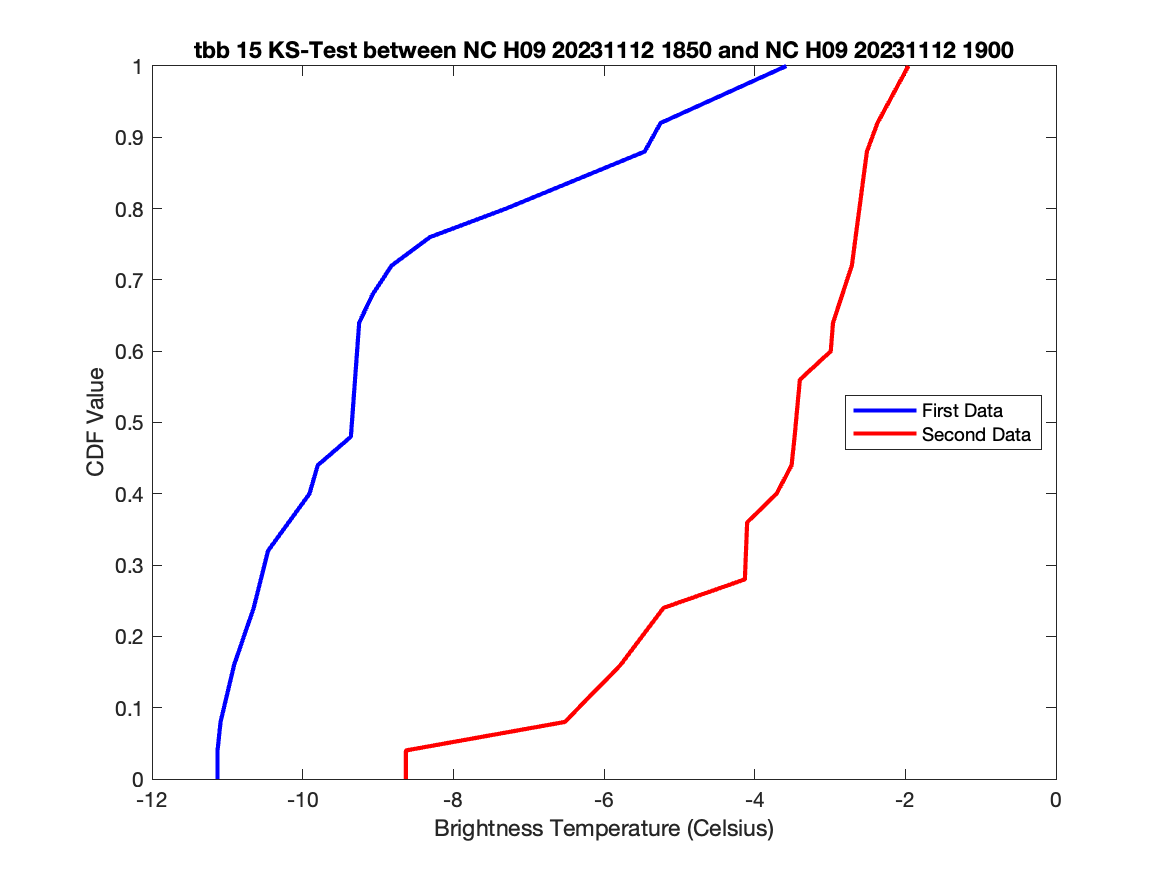 tbb 15 KS-Test between NC H09 20231112 1850 and NC H09 20231112 1900
1
0.9
0.8
0.7
0.6
0.5
0.4
0.3
0.2
0.1
0
CDF Value
First Data
Second Data
-12 -10 -8 -6 -4 -2 0
Brightness Temperature (Celsius)